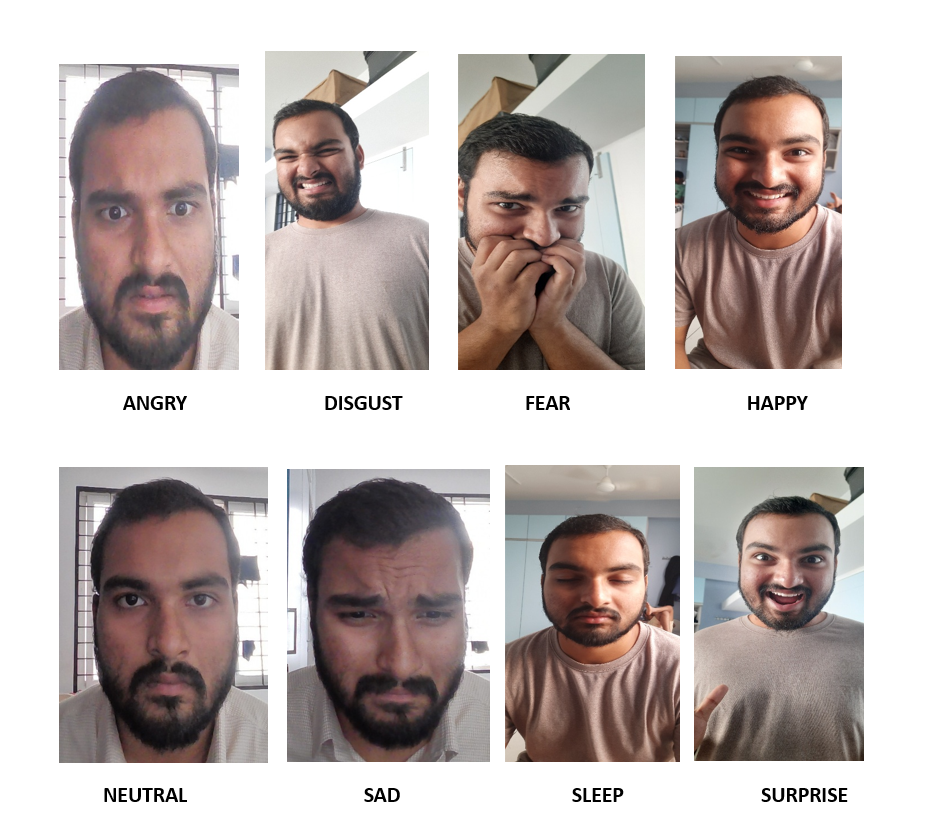 ANGRY DISGUST FEAR HAPPY
NEUTRAL SAD SLEEP SURPRISE